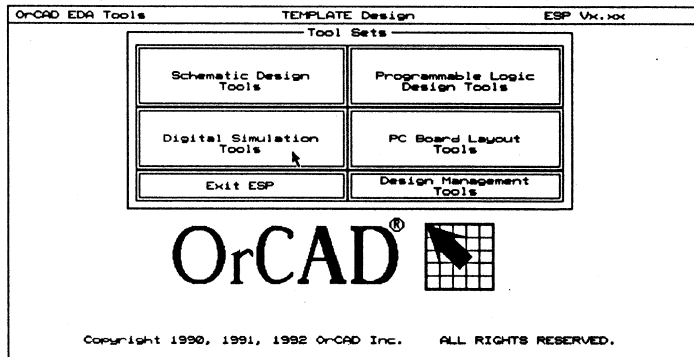 OrCAD EDA Tools TEMPLATE Design ESP Vx.xx
Tool Sets
Schematic Design Tools
Programmable Logic Design Tools
Digital Simulation Tools
PC Board Layout Tools
Exit ESP
Design Management Tools
OrCAD®
Copyright 1990, 1991, 1992 OrCAD Inc. ALL RIGHTS RESERVED.